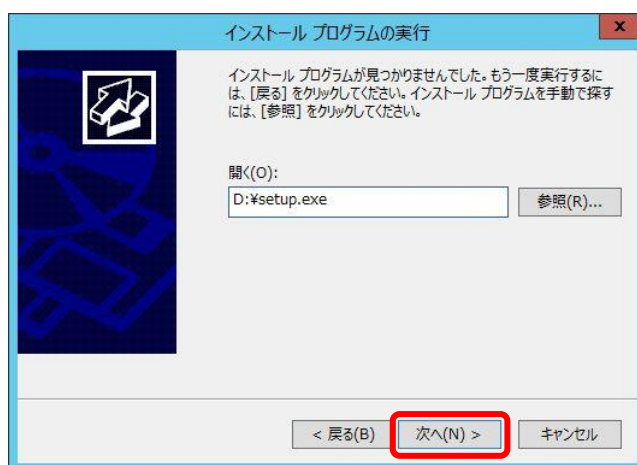 インストール プログラムの実行
x
インストール プログラムが見つかりませんでした。もう一度実行するに
は、[戻る] をクリックしてください。インストール プログラムを手動で探す
には、[参照] をクリックしてください。
開く(O):
D:¥setup.exe
参照(R)...
< 戻る(B)
次へ(N) >
キャンセル